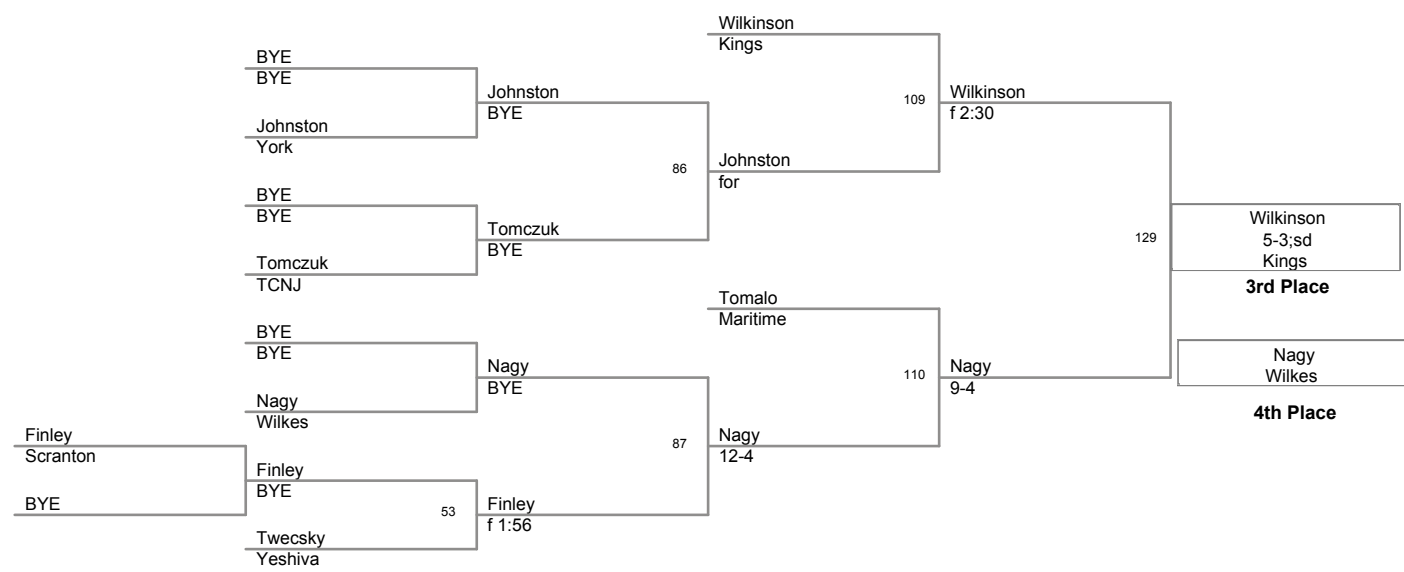 Wilkinson
Kings
BYE
BYE
Johnston
BYE
109
Wilkinson
f 2:30
Johnston
York
86
Johnston
for
BYE
BYE
Tomczuk
BYE
129
Wilkinson
5-3;sd
Kings
3rd Place
Tomczuk
TCNJ
Tomalo
Maritime
BYE
BYE
Nagy
BYE
110
Nagy
9-4
Nagy
Wilkes
4th Place
Nagy
Wilkes
Finley
Scranton
87
Nagy
12-4
Finley
BYE
BYE
53
Finley
f 1:56
Twecsky
Yeshiva